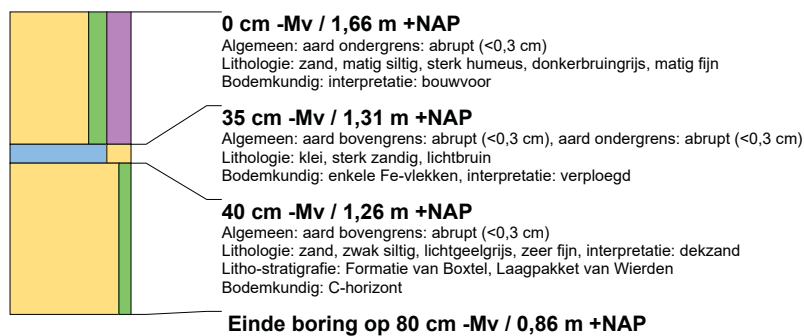 0 cm -Mv / 1,66 m +NAP
Algemeen: aard ondergrens: abrupt (<0,3 cm)
Lithologie: zand, matig siltig, sterk humeus, donkerbruingrijs, matig fijn
Bodemkundig: interpretatie: bouwvoor
35 cm -Mv / 1,31 m +NAP
Algemeen: aard bovengrens: abrupt (<0,3 cm), aard ondergrens: abrupt (<0,3 cm)
Lithologie: klei, sterk zandig, lichtbruin
Bodemkundig: enkele Fe-vlekken, interpretatie: verploegd
40 cm -Mv / 1,26 m +NAP
Algemeen: aard bovengrens: abrupt (<0,3 cm)
Lithologie: zand, zwak siltig, lichtgeelgrijs, zeer fijn, interpretatie: dekzand
Litho-stratigrafie: Formatie van Boxtel, Laagpakket van Wierden
Bodemkundig: C-horizont
Einde boring op 80 cm -Mv / 0,86 m +NAP